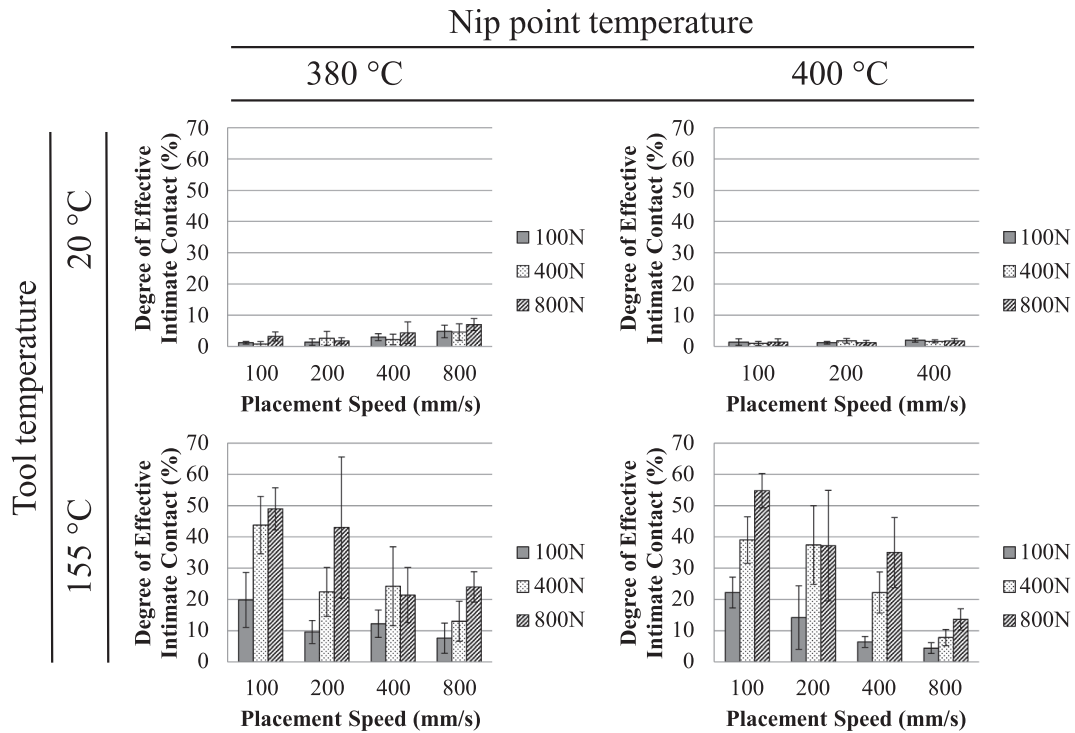 Nip point temperature
380 °C
400 °C
Tool temperature
20 °C
Degree of Effective
Intimate Contact (%)
70
60
50
40
30
20
10
0
100 200 400 800
Placement Speed (mm/s)
100N
400N
800N
Degree of Effective
Intimate Contact (%)
70
60
50
40
30
20
10
0
100 200 400
Placement Speed (mm/s)
100N
400N
800N
155 °C
Degree of Effective
Intimate Contact (%)
70
60
50
40
30
20
10
0
100 200 400 800
Placement Speed (mm/s)
100N
400N
800N
Degree of Effective
Intimate Contact (%)
70
60
50
40
30
20
10
0
100 200 400 800
Placement Speed (mm/s)
100N
400N
800N